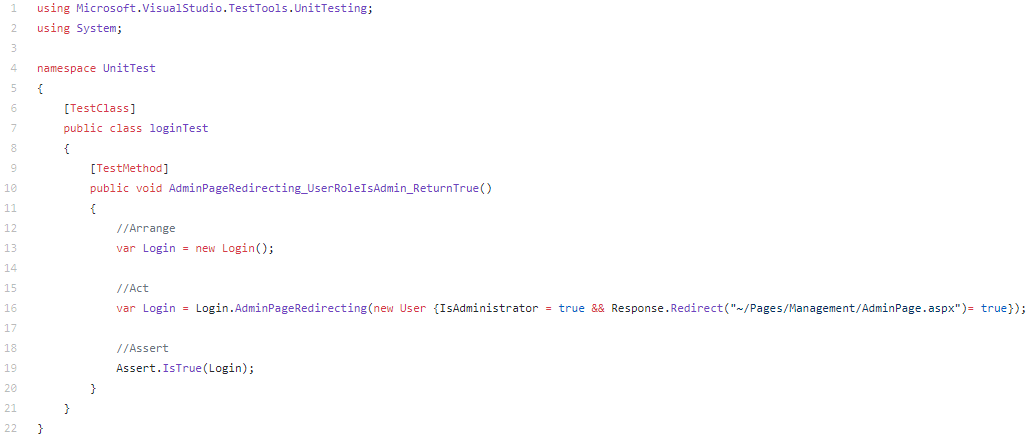 1 using Microsoft.VisualStudio.TestTools.UnitTesting;
2 using System;
3
4 namespace UnitTest
5 {
6 [TestClass]
7 public class loginTest
8 {
9 [TestMethod]
10 public void AdminPageRedirecting_UserRoleIsAdmin_ReturnTrue()
11 {
12 //Arrange
13 var Login = new Login();
14
15 //Act
16 var Login = Login.AdminPageRedirecting(new User {IsAdministrator = true && Response.Redirect("~/Pages/Management/AdminPage.aspx")= true});
17
18 //Assert
19 Assert.IsTrue(Login);
20 }
21 }
22 }